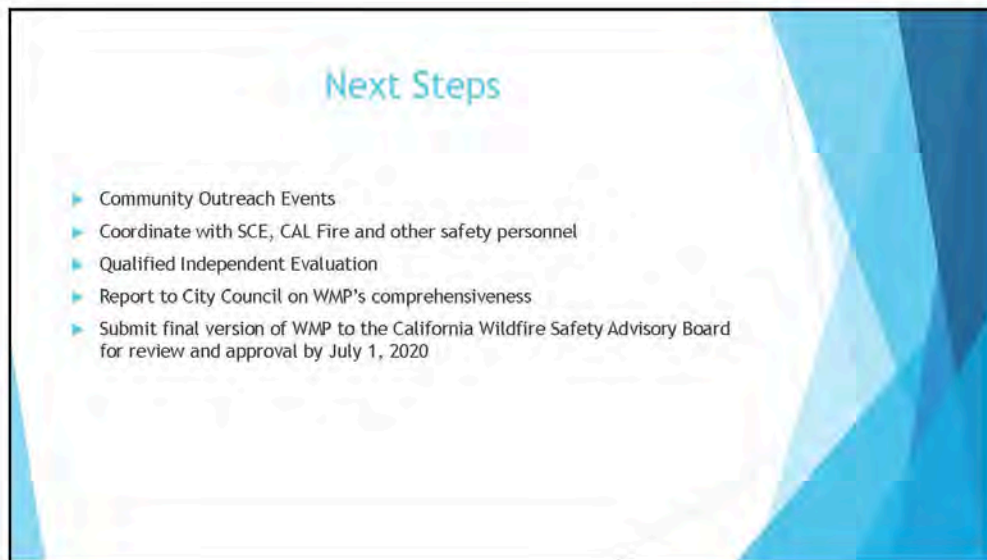 Next Steps
Community Outreach Events
Coordinate with SCE, CAL Fire and other safety personnel
Qualified Independent Evaluation
Report to City Council on WMP's comprehensiveness
Submit final version of WMP to the California Wildfire Safety Advisory Board
for review and approval by July 1, 2020